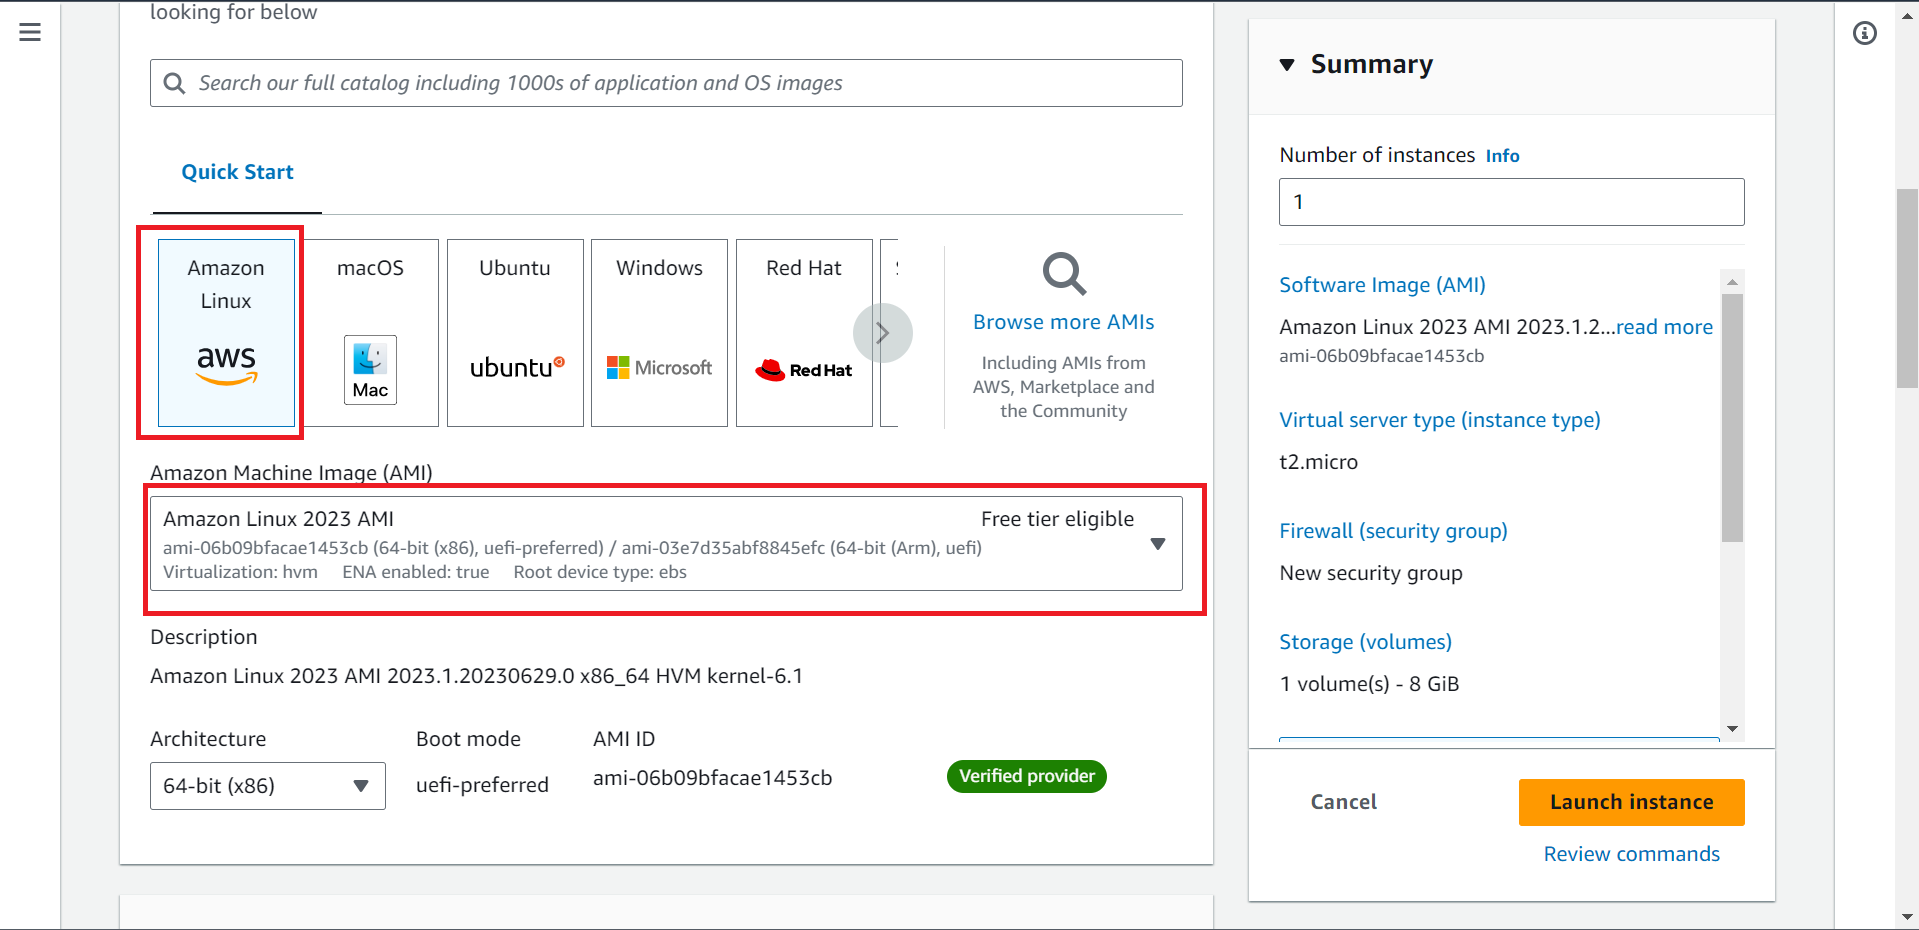 looking for below
Search our full catalog including 1000s of application and OS images
Quick Start
Amazon
Linux
aws
macOS
Mac
Ubuntu
ubuntu
Windows
Microsoft
Red Hat
Red Hat
Browse more AMIs
Including AMIs from
AWS, Marketplace and
the Community
Amazon Machine Image (AMI)
Amazon Linux 2023 AMI
Free tier eligible
ami-06b09bfacae1453cb (64-bit (x86), uefi-preferred) / ami-03e7d35abf8845efc (64-bit (Arm), uefi)
Virtualization: hvm ENA enabled: true Root device type: ebs
Description
Amazon Linux 2023 AMI 2023.1.20230629.0 x86_64 HVM kernel-6.1
Architecture
64-bit (x86)
Boot mode
uefi-preferred
AMI ID
ami-06b09bfacae1453cb
Verified provider
Summary
Number of instances Info
1
Software Image (AMI)
Amazon Linux 2023 AMI 2023.1.2...read more
ami-06b09bfacae1453cb
Virtual server type (instance type)
t2.micro
Firewall (security group)
New security group
Storage (volumes)
1 volume(s) - 8 GiB
Cancel
Launch instance
Review commands